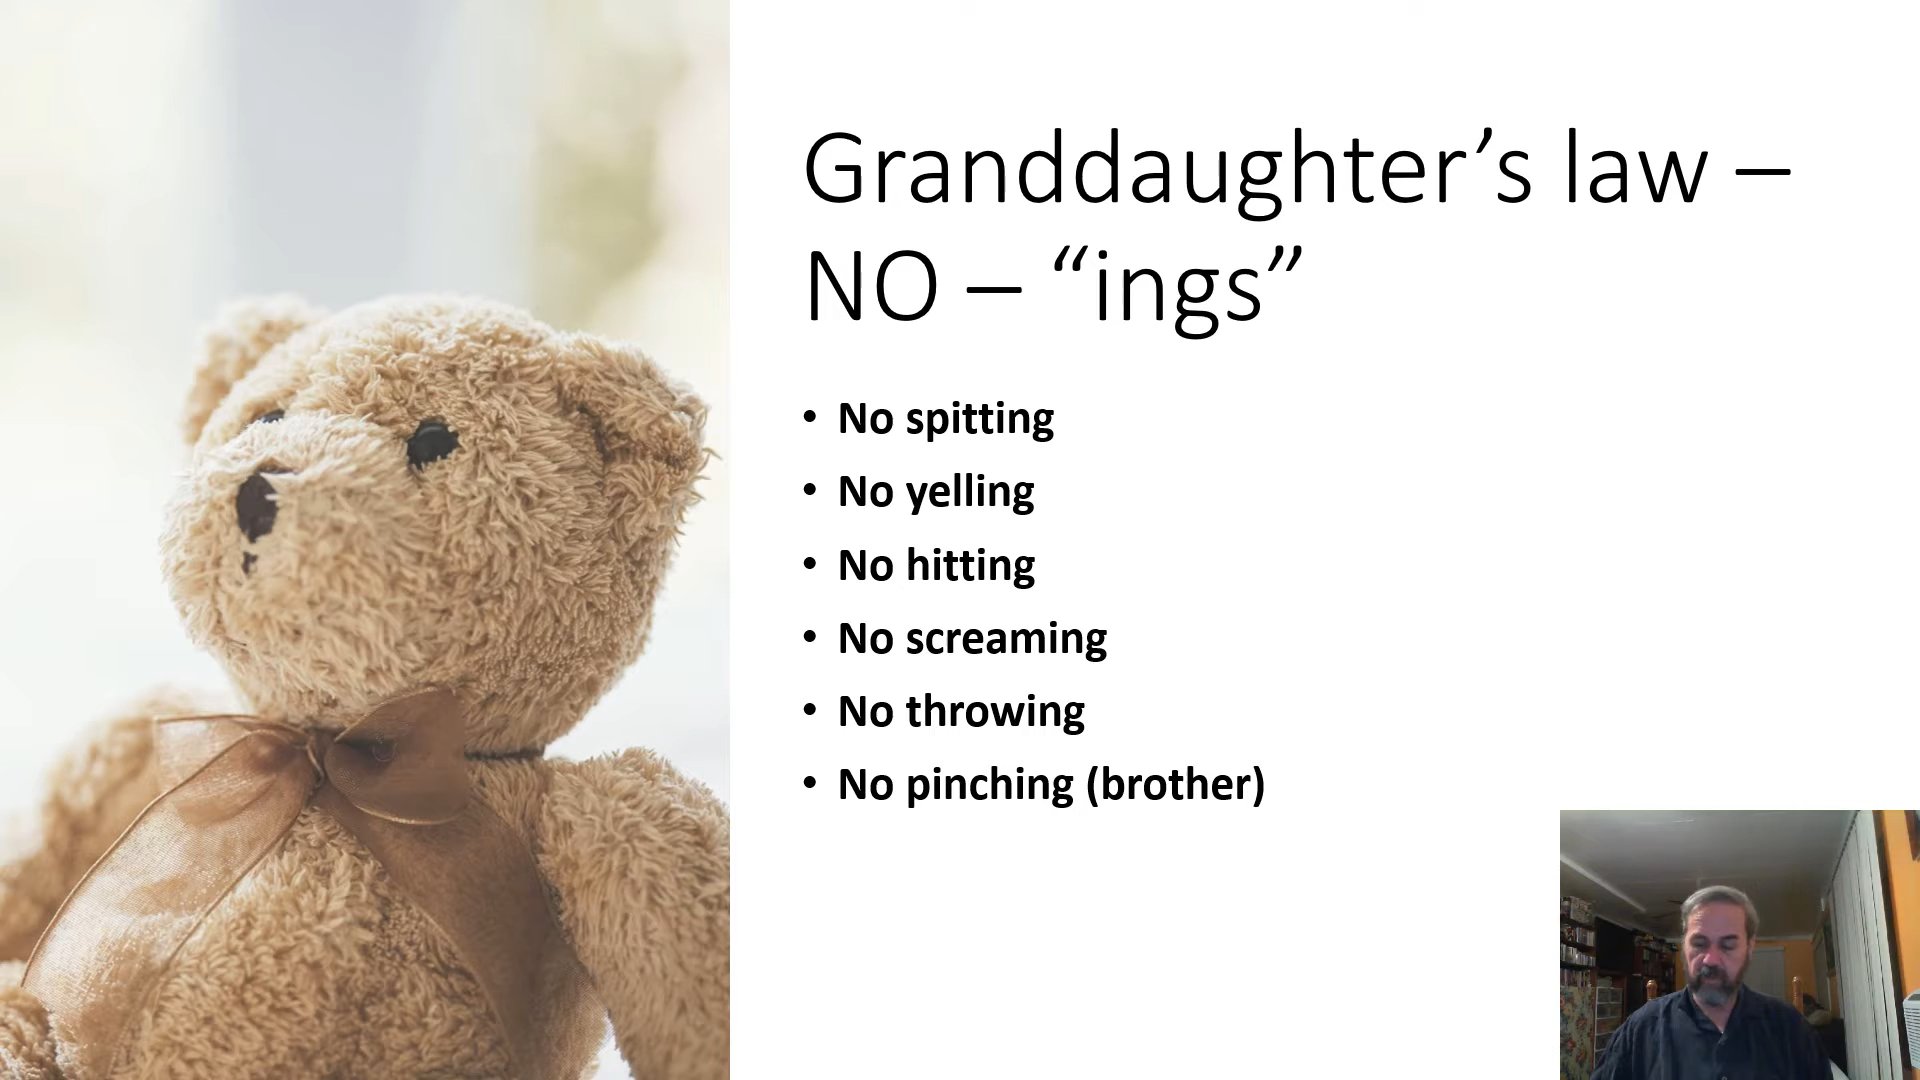 Granddaughter’s law –
NO – “ings”
• No spitting
• No yelling
• No hitting
• No screaming
• No throwing
• No pinching (brother)